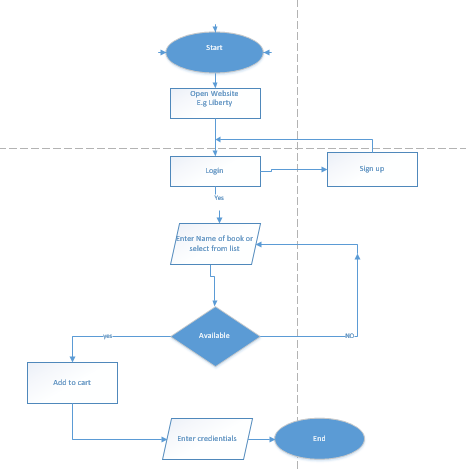 Start
Open Website
E.g Liberty
Login
Sign up
Yes
Enter Name of book or
select from list
Available
yes
NO
Add to cart
Enter credentials
End